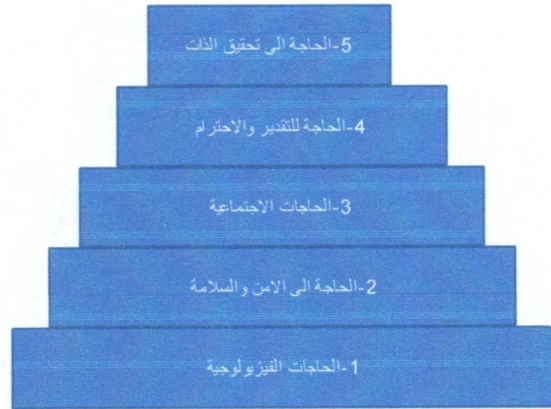 5-الحاجة الى تحقيق الذات
4-الحاجة للتقدير والاحترام
3-الحاجات الاجتماعية
2-الحاجة الى الامن والسلامة
1-الحاجات الفيزيولوجية